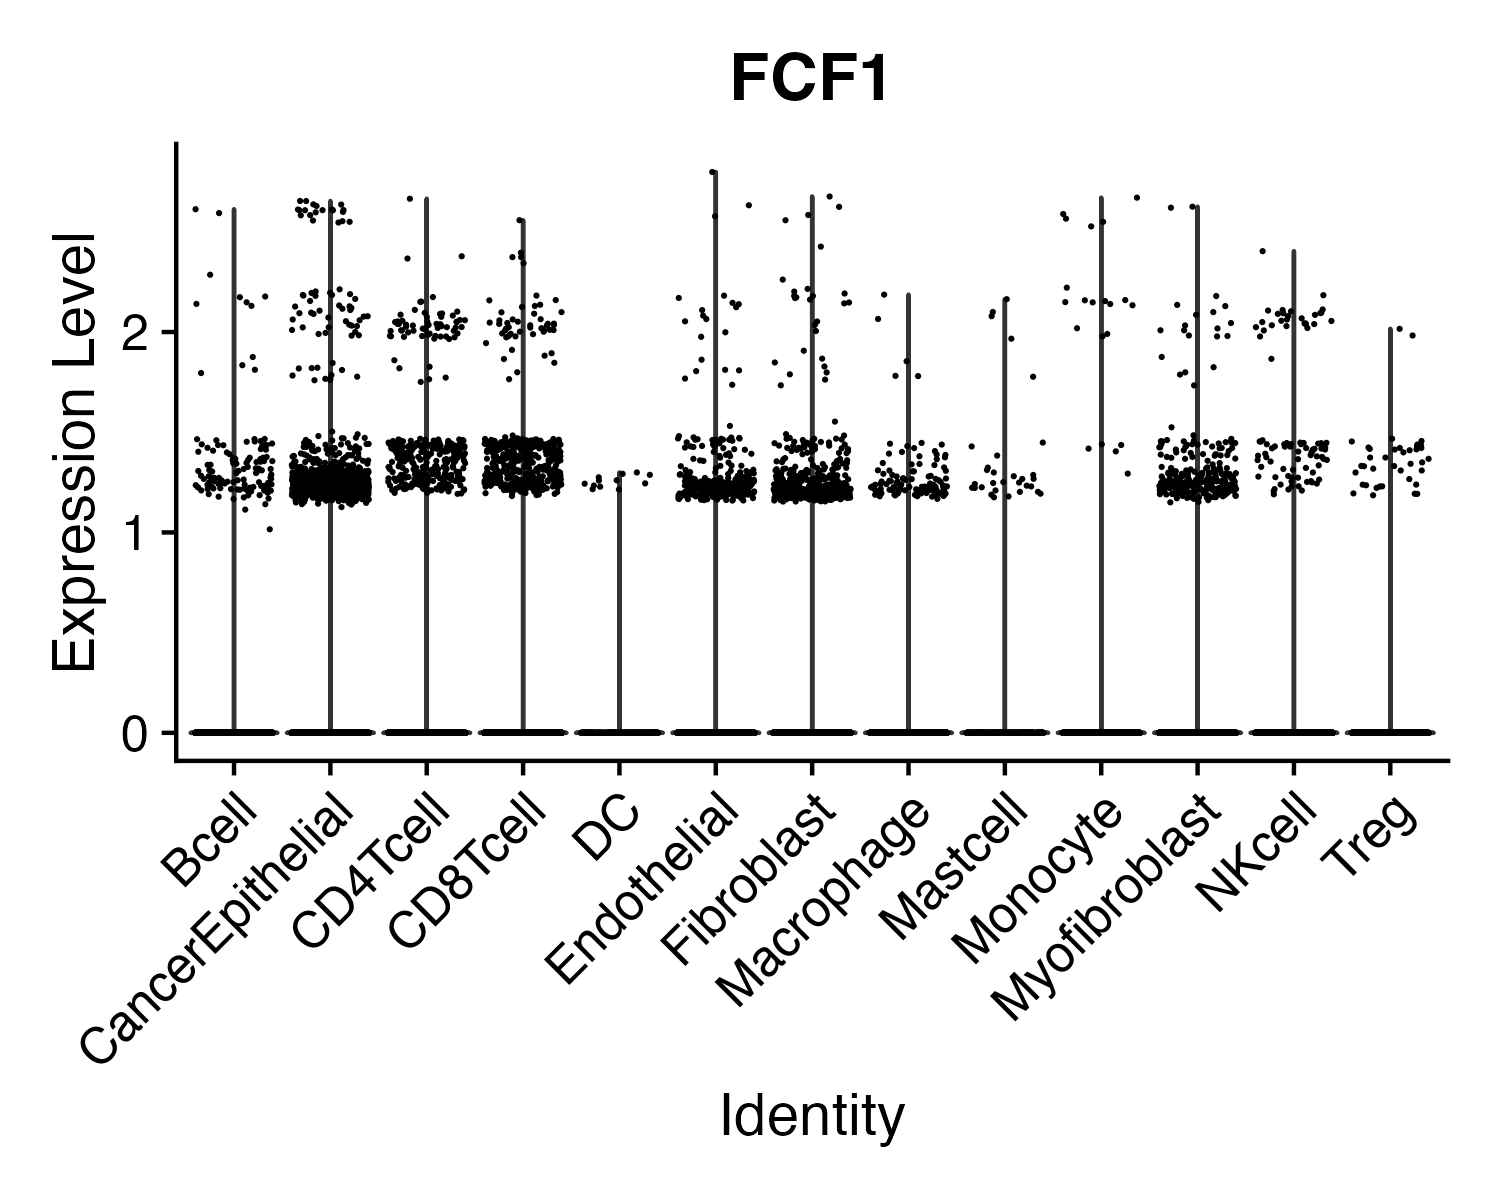 FCF1
Expression Level
2
1
0
Bcell
CancerEpithelial
CD4Tcell
CD8Tcell
DC
Endothelial
Fibroblast
Macrophage
Mastcell
Monocyte
Myofibroblast
NKcell
Treg
Identity